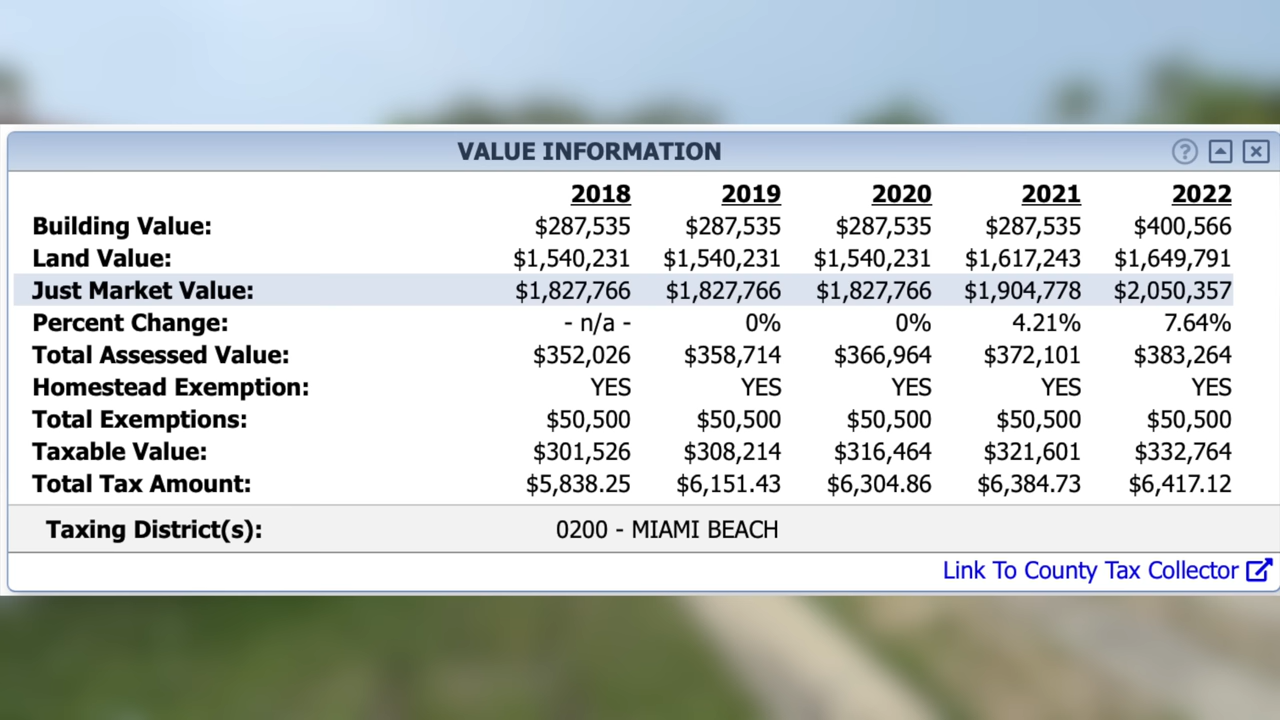 VALUE INFORMATION
2018 2019 2020 2021 2022
Building Value: $287,535 $287,535 $287,535 $287,535 $400,566
Land Value: $1,540,231 $1,540,231 $1,540,231 $1,617,243 $1,649,791
Just Market Value: $1,827,766 $1,827,766 $1,827,766 $1,904,778 $2,050,357
Percent Change: - n/a - 0% 0% 4.21% 7.64%
Total Assessed Value: $352,026 $358,714 $366,964 $372,101 $383,264
Homestead Exemption: YES YES YES YES YES
Total Exemptions: $50,500 $50,500 $50,500 $50,500 $50,500
Taxable Value: $301,526 $308,214 $316,464 $321,601 $332,764
Total Tax Amount: $5,838.25 $6,151.43 $6,304.86 $6,384.73 $6,417.12
Taxing District(s): 0200 - MIAMI BEACH
Link To County Tax Collector